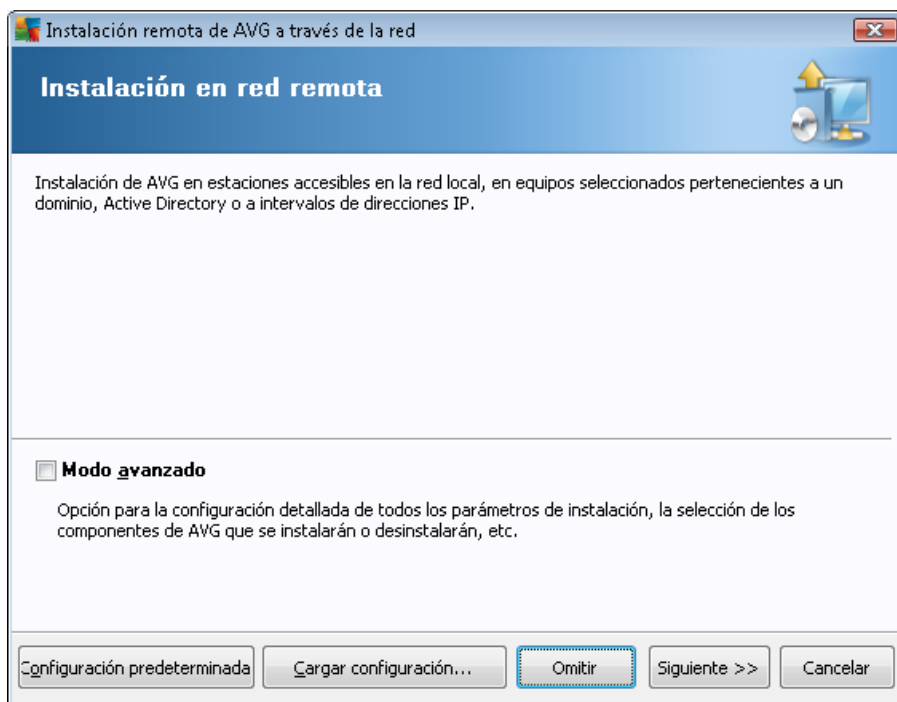 Instalación remota de AVG a través de la red
Instalación en red remota
Instalación de AVG en estaciones accesibles en la red local, en equipos seleccionados pertenecientes a un
dominio, Active Directory o a intervalos de direcciones IP.
Modo avanzado
Opción para la configuración detallada de todos los parámetros de instalación, la selección de los
componentes de AVG que se instalarán o desinstalarán, etc.
Configuración predeterminada
Cargar configuración...
Omitir
Siguiente >>
Cancelar